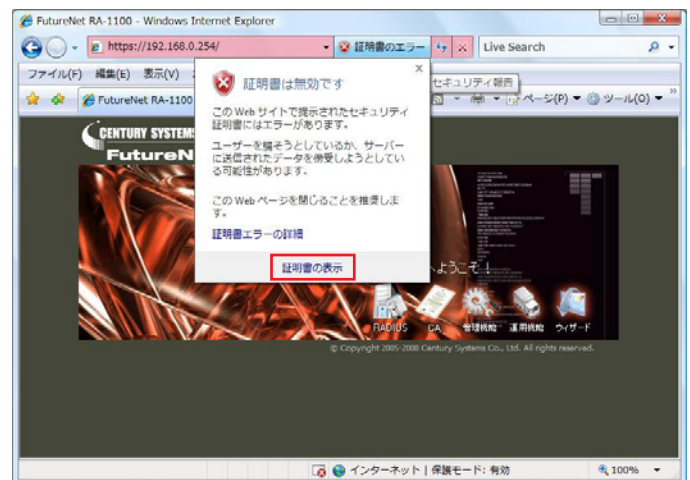 FutureNet RA-1100 - Windows Internet Explorer
https://192.168.0.254/
証明書のエラー
Live Search
ファイル(F) 編集(E) 表示(V)
セキュリティ報告
FutureNet RA-1100
ページ(P) ツール(O)
証明書は無効です
この Web サイトで提示されたセキュリティ
証明書にはエラーがあります。
ユーザーを騙そうとしているか、サーバー
に送信されたデータを傍受しようとしてい
る可能性があります。
この Web ページを閉じることを推奨しま
す。
証明書エラーの詳細
証明書の表示
CENTURY SYSTEMS
FutureN
へようこそ！
RADIUS CA 管理機能 運用機能 ウィザード
© Copyright 2005-2008 Century Systems Co., Ltd. All rights reserved.
インターネット | 保護モード: 有効
100%